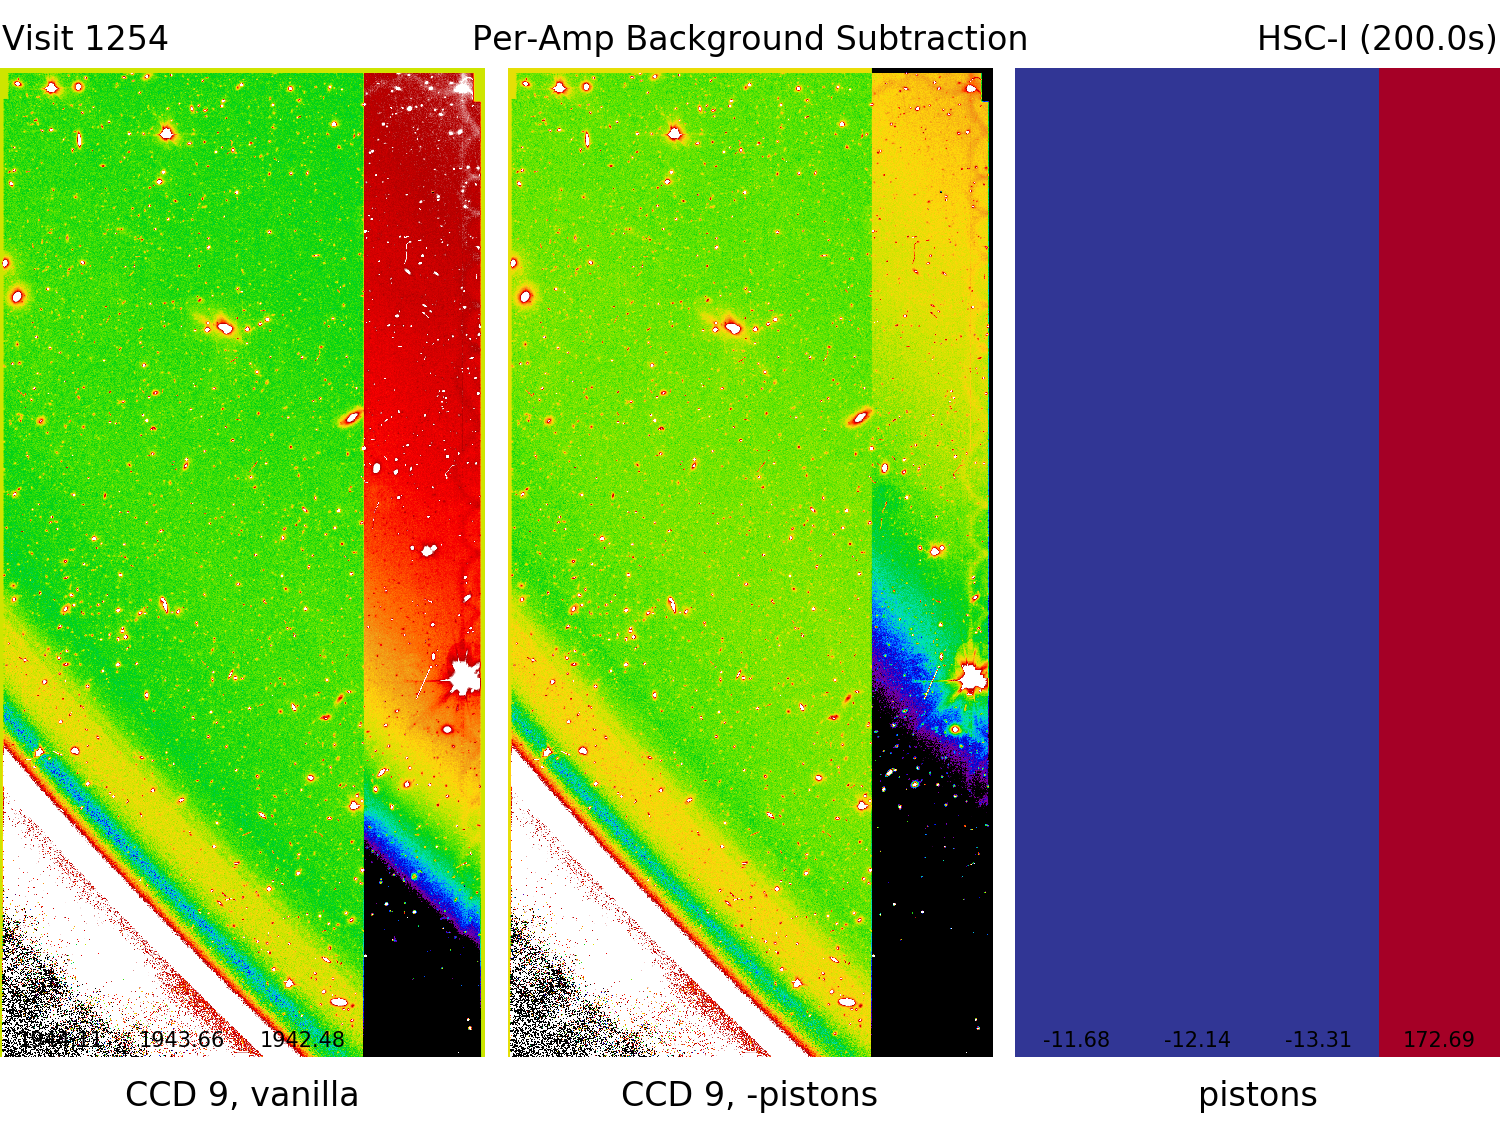 Visit 1254 Per-Amp Background Subtraction HSC-I (200.0s)
1943.66 1942.48 -11.68 -12.14 -13.31 172.69
CCD 9, vanilla CCD 9, -pistons pistons